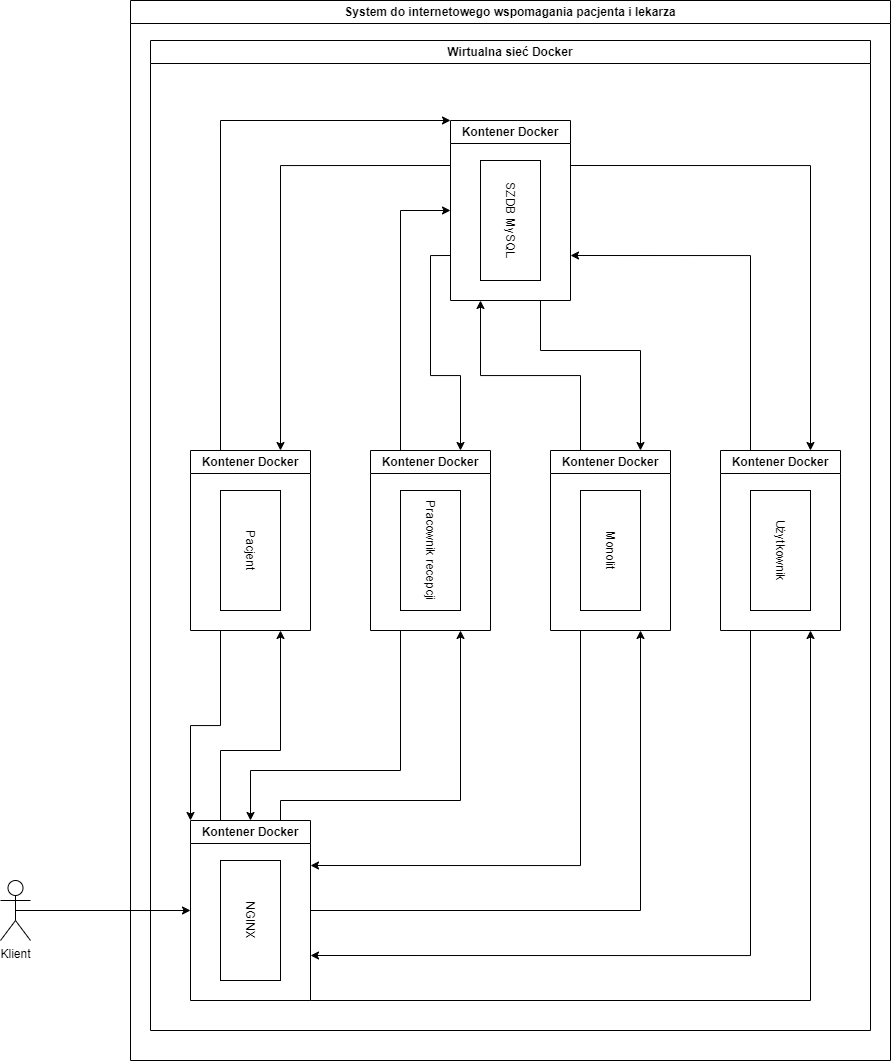 System do internetowego wspomagania pacjenta i lekarza
Wirtualna sieć Docker
Kontener Docker
SZDB MySQL
Kontener Docker
Pacjent
Kontener Docker
Pracownik recepcji
Kontener Docker
Monolit
Kontener Docker
Użytkownik
Kontener Docker
NGINX
Klient